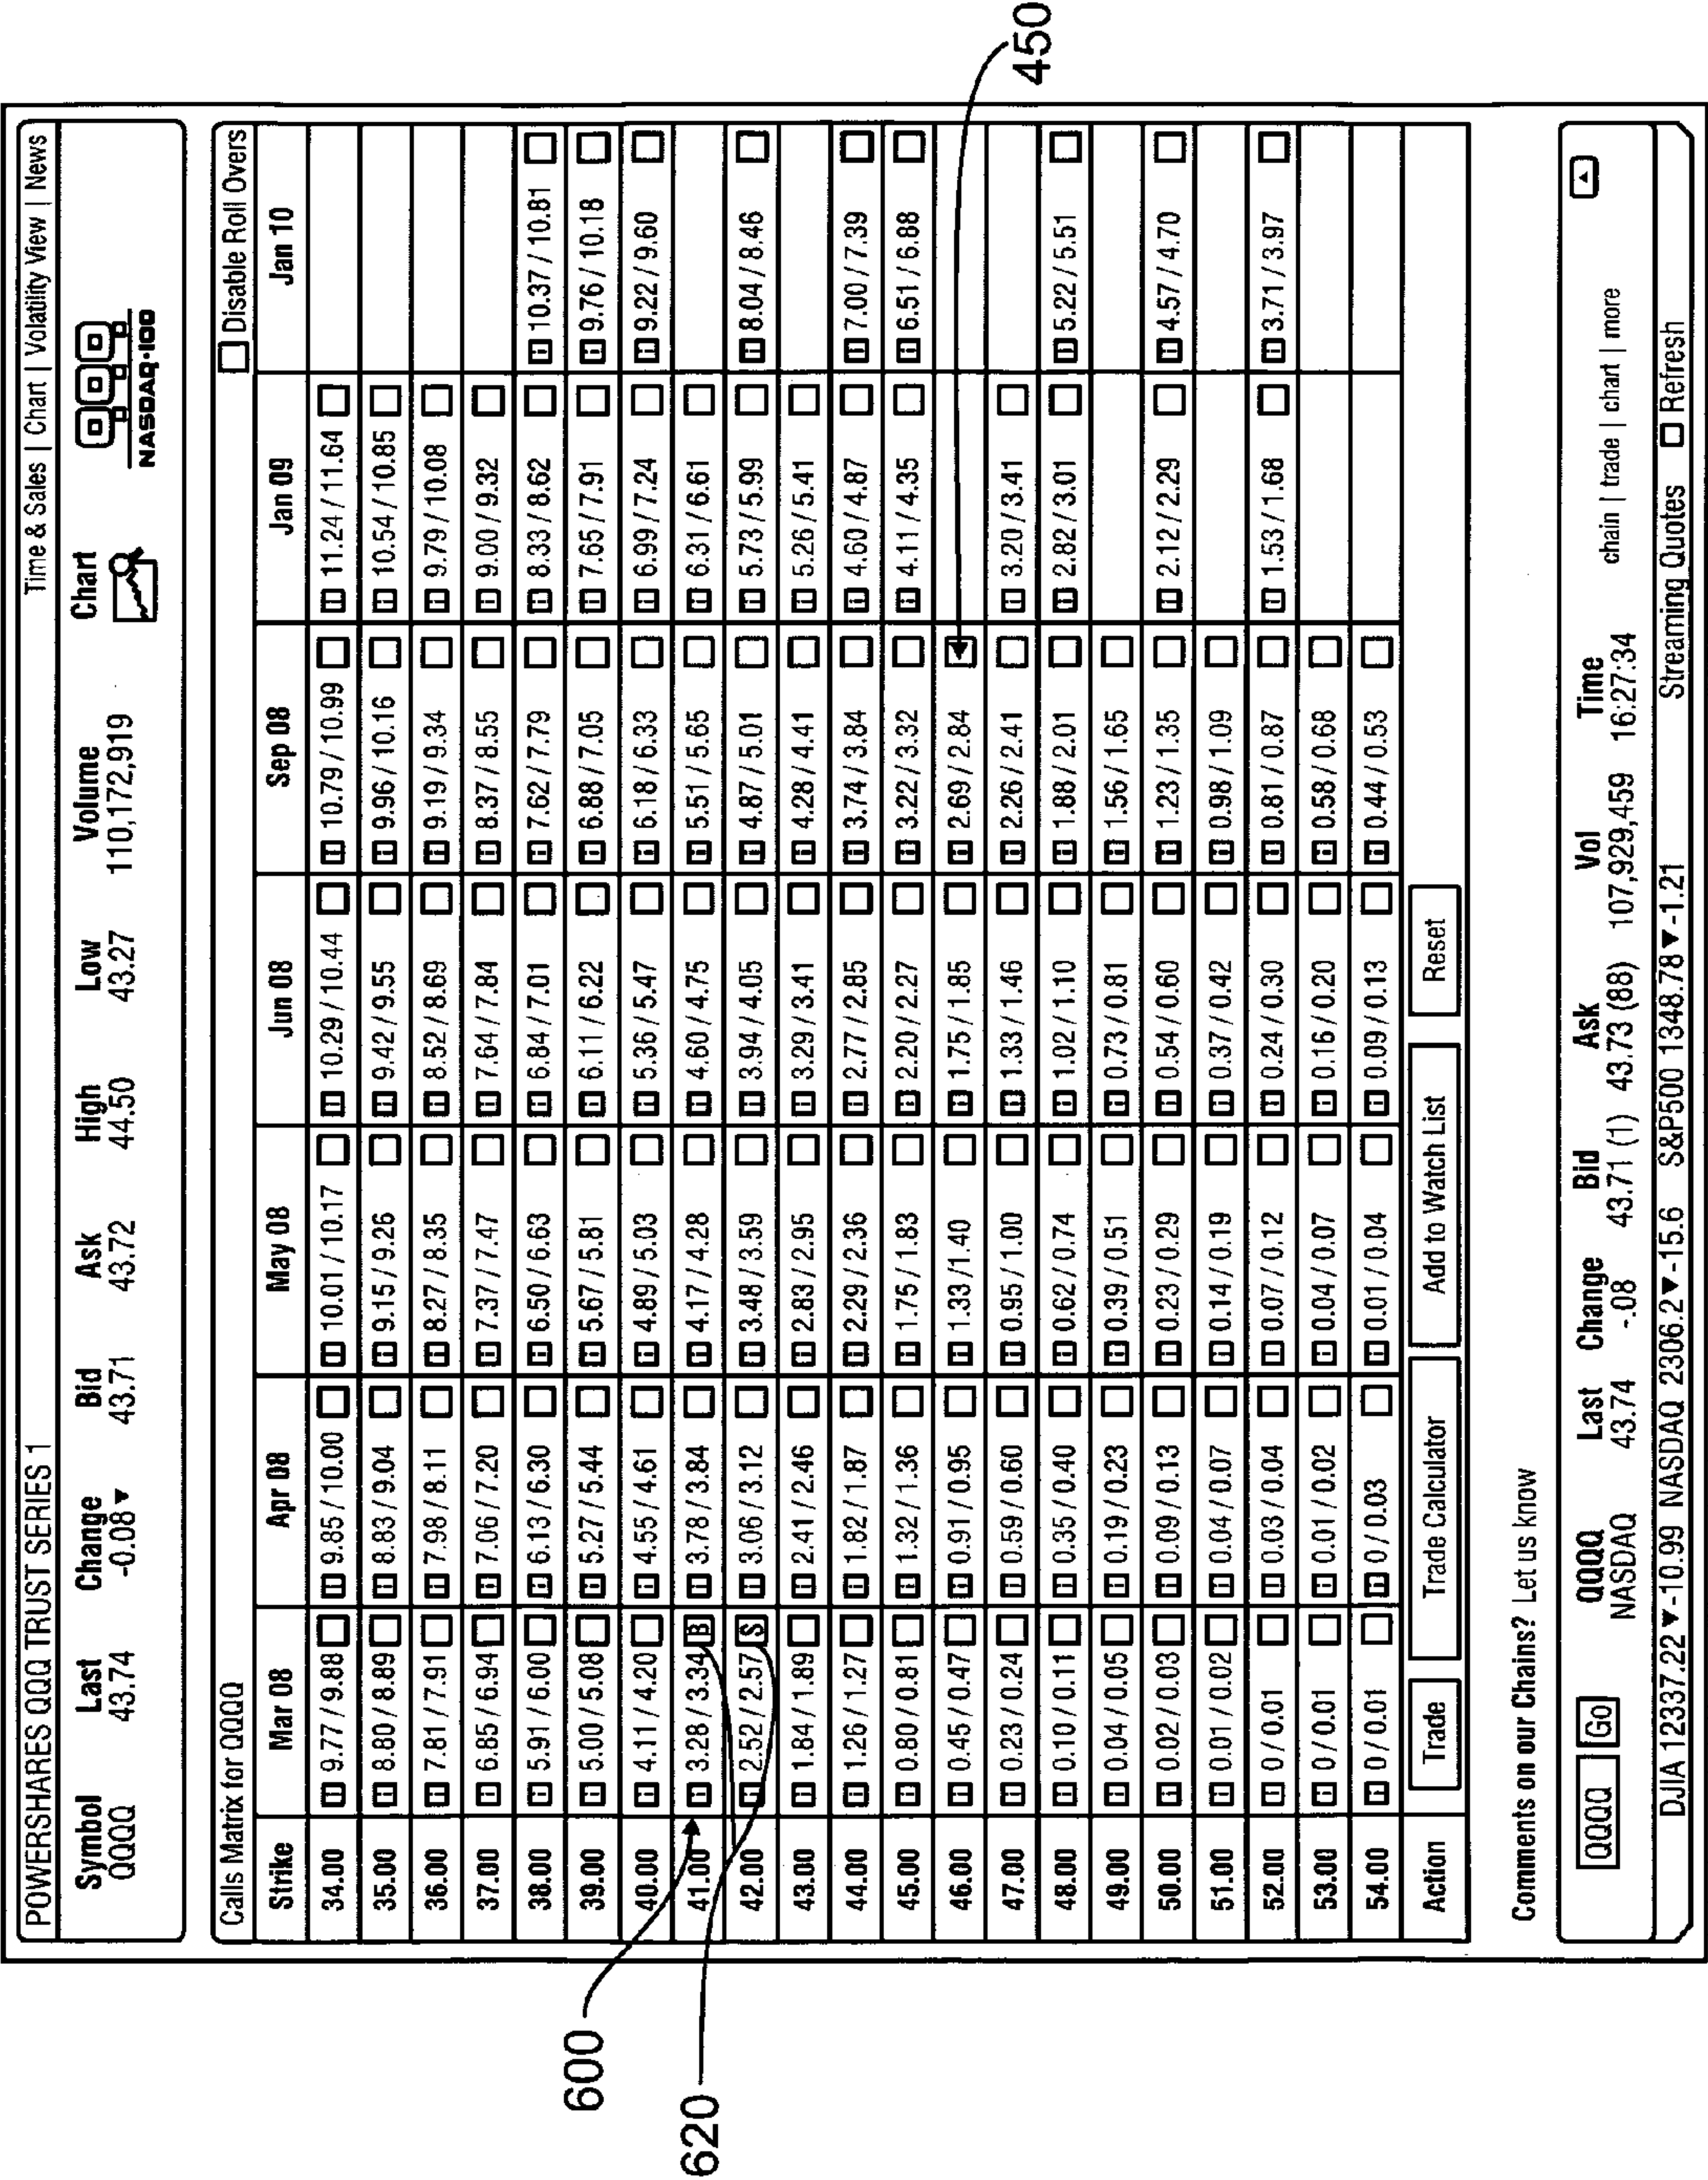 POWERSHARES QQQ TRUST SERIES 1 Time & Sales | Chart | Volatility View | News
Symbol Last Change Bid Ask High Low Volume Chart
QQQQ 43.74 -0.08▼ 43.71 43.72 44.50 43.27 110,172,919
NASDAQ-100
Calls Matrix for QQQQ Disable Roll Overs
Strike Mar 08 Apr 08 May 08 Jun 08 Sep 08 Jan 09 Jan 10
34.00 i 9.77 / 9.88 i 9.85 / 10.00 i 10.01 / 10.17 i 10.29 / 10.44 i 10.79 / 10.99 i 11.24 / 11.64
35.00 i 8.80 / 8.89 i 8.83 / 9.04 i 9.15 / 9.26 i 9.42 / 9.55 i 9.96 / 10.16 i 10.54 / 10.85
36.00 i 7.81 / 7.91 i 7.98 / 8.11 i 8.27 / 8.35 i 8.52 / 8.69 i 9.19 / 9.34 i 9.79 / 10.08
37.00 i 6.85 / 6.94 i 7.06 / 7.20 i 7.37 / 7.47 i 7.64 / 7.84 i 8.37 / 8.55 i 9.00 / 9.32
38.00 i 5.91 / 6.00 i 6.13 / 6.30 i 6.50 / 6.63 i 6.84 / 7.01 i 7.62 / 7.79 i 8.33 / 8.62 i 10.37 / 10.81
39.00 i 5.00 / 5.08 i 5.27 / 5.44 i 5.67 / 5.81 i 6.11 / 6.22 i 6.88 / 7.05 i 7.65 / 7.91 i 9.76 / 10.18
40.00 i 4.11 / 4.20 i 4.55 / 4.61 i 4.89 / 5.03 i 5.36 / 5.47 i 6.18 / 6.33 i 6.99 / 7.24 i 9.22 / 9.60
41.00 i 3.28 / 3.34 B i 3.78 / 3.84 i 4.17 / 4.28 i 4.60 / 4.75 i 5.51 / 5.65 i 6.31 / 6.61
42.00 i 2.52 / 2.57 S i 3.06 / 3.12 i 3.48 / 3.59 i 3.94 / 4.05 i 4.87 / 5.01 i 5.73 / 5.99 i 8.04 / 8.46
43.00 i 1.84 / 1.89 i 2.41 / 2.46 i 2.83 / 2.95 i 3.29 / 3.41 i 4.28 / 4.41 i 5.26 / 5.41
44.00 i 1.26 / 1.27 i 1.82 / 1.87 i 2.29 / 2.36 i 2.77 / 2.85 i 3.74 / 3.84 i 4.60 / 4.87 i 7.00 / 7.39
45.00 i 0.80 / 0.81 i 1.32 / 1.36 i 1.75 / 1.83 i 2.20 / 2.27 i 3.22 / 3.32 i 4.11 / 4.35 i 6.51 / 6.88
46.00 i 0.45 / 0.47 i 0.91 / 0.95 i 1.33 / 1.40 i 1.75 / 1.85 i 2.69 / 2.84
47.00 i 0.23 / 0.24 i 0.59 / 0.60 i 0.95 / 1.00 i 1.33 / 1.46 i 2.26 / 2.41 i 3.20 / 3.41
48.00 i 0.10 / 0.11 i 0.35 / 0.40 i 0.62 / 0.74 i 1.02 / 1.10 i 1.88 / 2.01 i 2.82 / 3.01 i 5.22 / 5.51
49.00 i 0.04 / 0.05 i 0.19 / 0.23 i 0.39 / 0.51 i 0.73 / 0.81 i 1.56 / 1.65
50.00 i 0.02 / 0.03 i 0.09 / 0.13 i 0.23 / 0.29 i 0.54 / 0.60 i 1.23 / 1.35 i 2.12 / 2.29 i 4.57 / 4.70
51.00 i 0.01 / 0.02 i 0.04 / 0.07 i 0.14 / 0.19 i 0.37 / 0.42 i 0.98 / 1.09
52.00 i 0 / 0.01 i 0.03 / 0.04 i 0.07 / 0.12 i 0.24 / 0.30 i 0.81 / 0.87 i 1.53 / 1.68 i 3.71 / 3.97
53.00 i 0 / 0.01 i 0.01 / 0.02 i 0.04 / 0.07 i 0.16 / 0.20 i 0.58 / 0.68
54.00 i 0 / 0.01 i 0 / 0.03 i 0.01 / 0.04 i 0.09 / 0.13 i 0.44 / 0.53
Action Trade Trade Calculator Add to Watch List Reset
Comments on our Chains? Let us know
QQQQ Go QQQQ Last Change Bid Ask Vol Time
NASDAQ 43.74 -.08 43.71 (1) 43.73 (88) 107,929,459 16:27:34 chain | trade | chart | more
DJIA 12337.22 ▼-10.99 NASDAQ 2306.2▼-15.6 S&P500 1348.78▼-1.21 Streaming Quotes Refresh
600
620
450